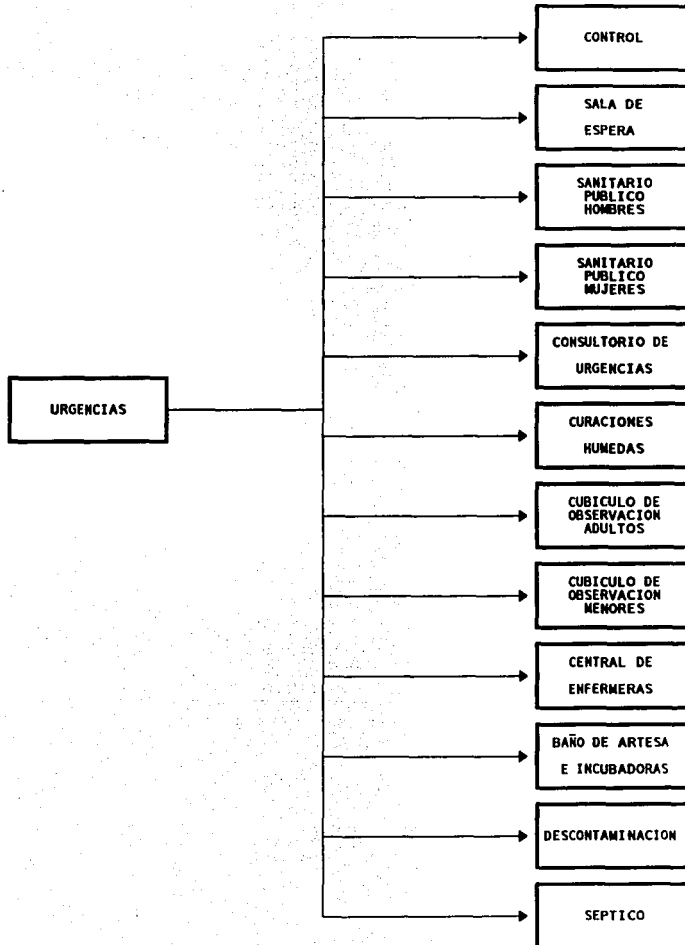 CONTROL
SALA DE
ESPERA
SANITARIO
PUBLICO
HOMBRES
SANITARIO
PUBLICO
MUJERES
CONSULTORIO DE
URGENCIAS
URGENCIAS
CURACIONES
HUMEDAS
CUBICULO DE
OBSERVACION
ADULTOS
CUBICULO DE
OBSERVACION
MENORES
CENTRAL DE
ENFERMERAS
BAÑO DE ARTESA
E INCUBADORAS
DESCONTAMINACION
SEPTICO